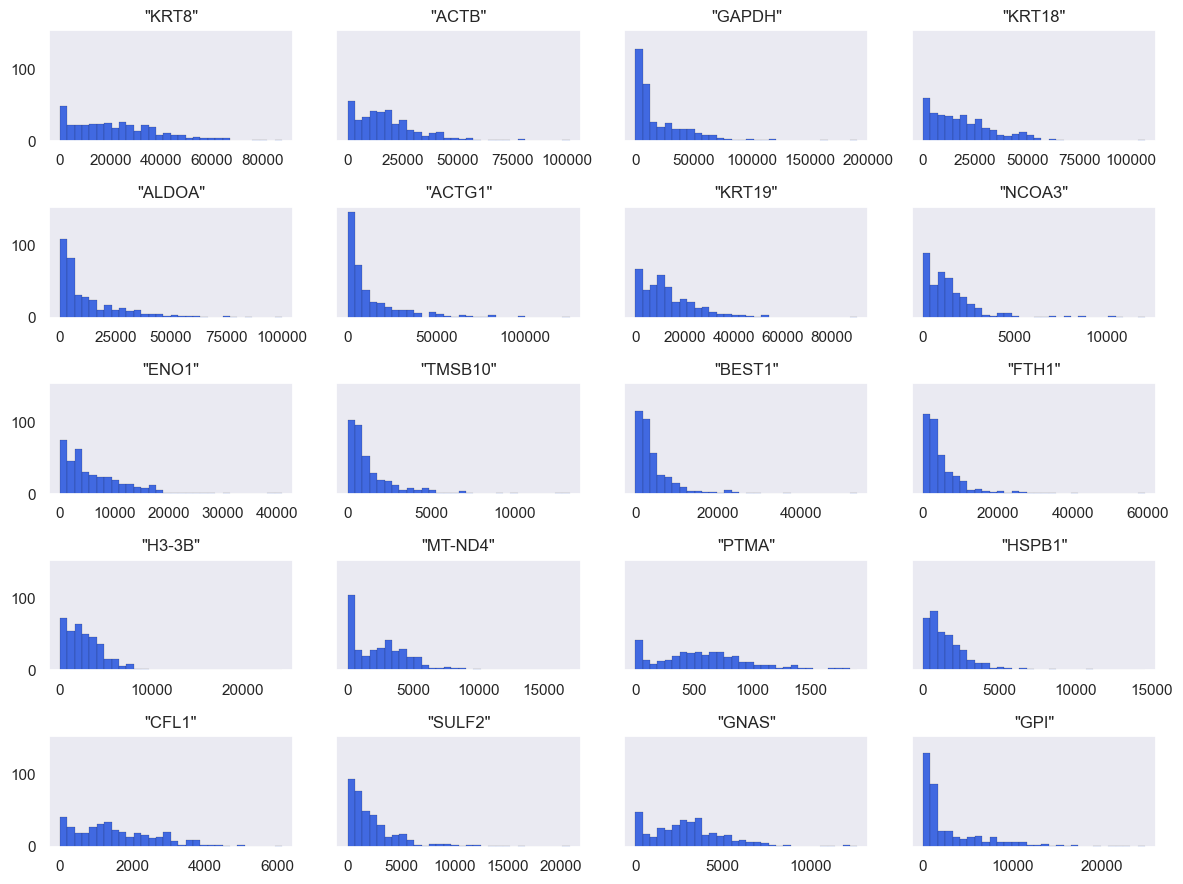 "KRT8" "ACTB" "GAPDH" "KRT18"
100
0
0 20000 40000 60000 80000 0 25000 50000 75000 100000 0 50000 100000 150000 200000 0 25000 50000 75000 100000
"ALDOA" "ACTG1" "KRT19" "NCOA3"
100
0
0 25000 50000 75000 100000 0 50000 100000 0 20000 40000 60000 80000 0 5000 10000
"ENO1" "TMSB10" "BEST1" "FTH1"
100
0
0 10000 20000 30000 40000 0 5000 10000 0 20000 40000 0 20000 40000 60000
"H3-3B" "MT-ND4" "PTMA" "HSPB1"
100
0
0 10000 20000 0 5000 10000 15000 0 500 1000 1500 0 5000 10000 15000
"CFL1" "SULF2" "GNAS" "GPI"
100
0
0 2000 4000 6000 0 5000 10000 15000 20000 0 5000 10000 0 10000 20000